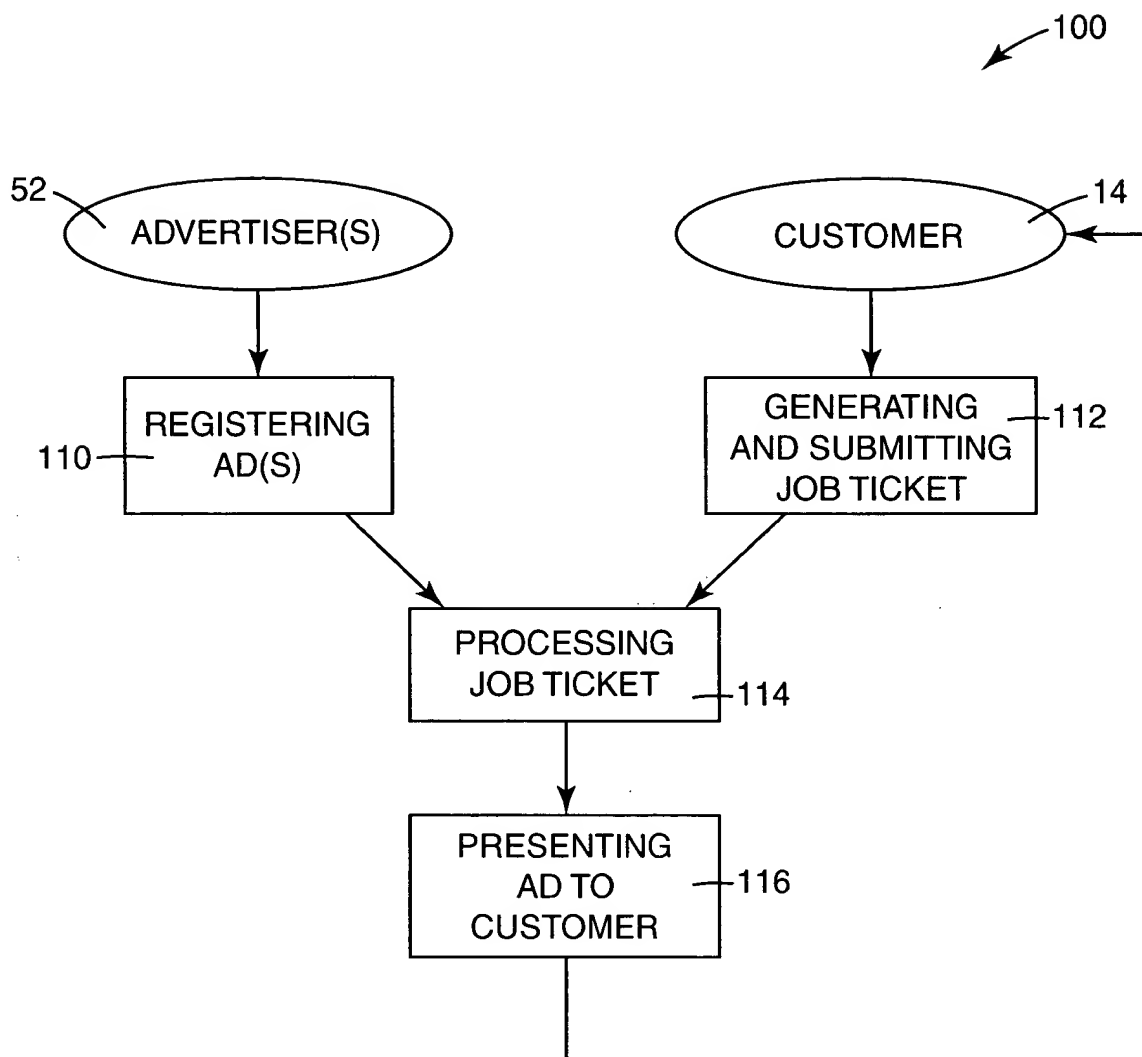 100
52
ADVERTISER(S)
14
CUSTOMER
110
REGISTERING
AD(S)
GENERATING
AND SUBMITTING
JOB TICKET
112
PROCESSING
JOB TICKET
114
PRESENTING
AD TO
CUSTOMER
116